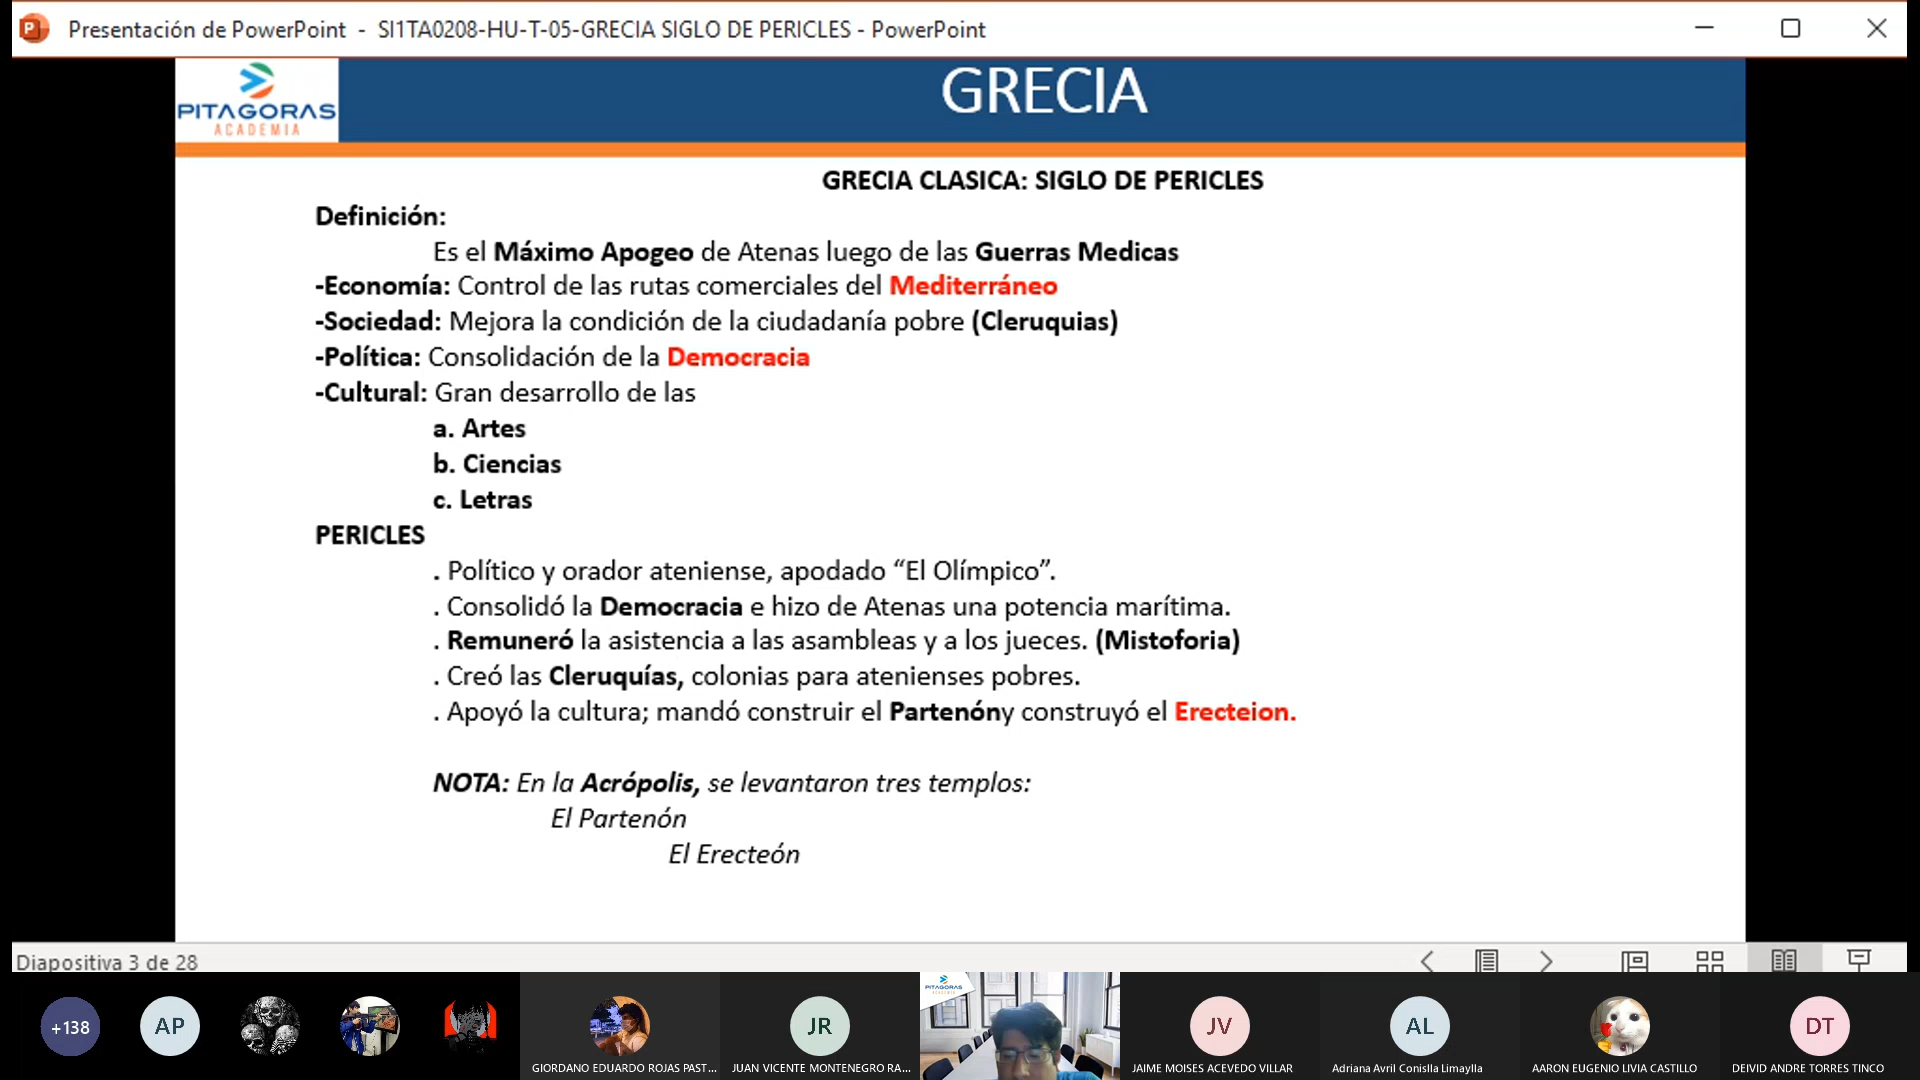 Presentación de PowerPoint - SI1TA0208-HU-T-05-GRECIA SIGLO DE PERICLES - PowerPoint
PITAGORAS
ACADEMIA
GRECIA
GRECIA CLASICA: SIGLO DE PERICLES
Definición:
Es el Máximo Apogeo de Atenas luego de las Guerras Medicas
-Economía: Control de las rutas comerciales del Mediterráneo
-Sociedad: Mejora la condición de la ciudadanía pobre (Cleruquias)
-Política: Consolidación de la Democracia
-Cultural: Gran desarrollo de las
a. Artes
b. Ciencias
c. Letras
PERICLES
. Político y orador ateniense, apodado “El Olímpico”.
. Consolidó la Democracia e hizo de Atenas una potencia marítima.
. Remuneró la asistencia a las asambleas y a los jueces. (Mistoforia)
. Creó las Cleruquías, colonias para atenienses pobres.
. Apoyó la cultura; mandó construir el Partenóny construyó el Erecteion.
NOTA: En la Acrópolis, se levantaron tres templos:
El Partenón
El Erecteón
Diapositiva 3 de 28
+138
AP
JR
PITAGORAS
JV
AL
DT
GIORDANO EDUARDO ROJAS PAST...
JUAN VICENTE MONTENEGRO RA...
JAIME MOISES ACEVEDO VILLAR
Adriana Avril Conislla Limaylla
AARON EUGENIO LIVIA CASTILLO
DEIVID ANDRE TORRES TINCO